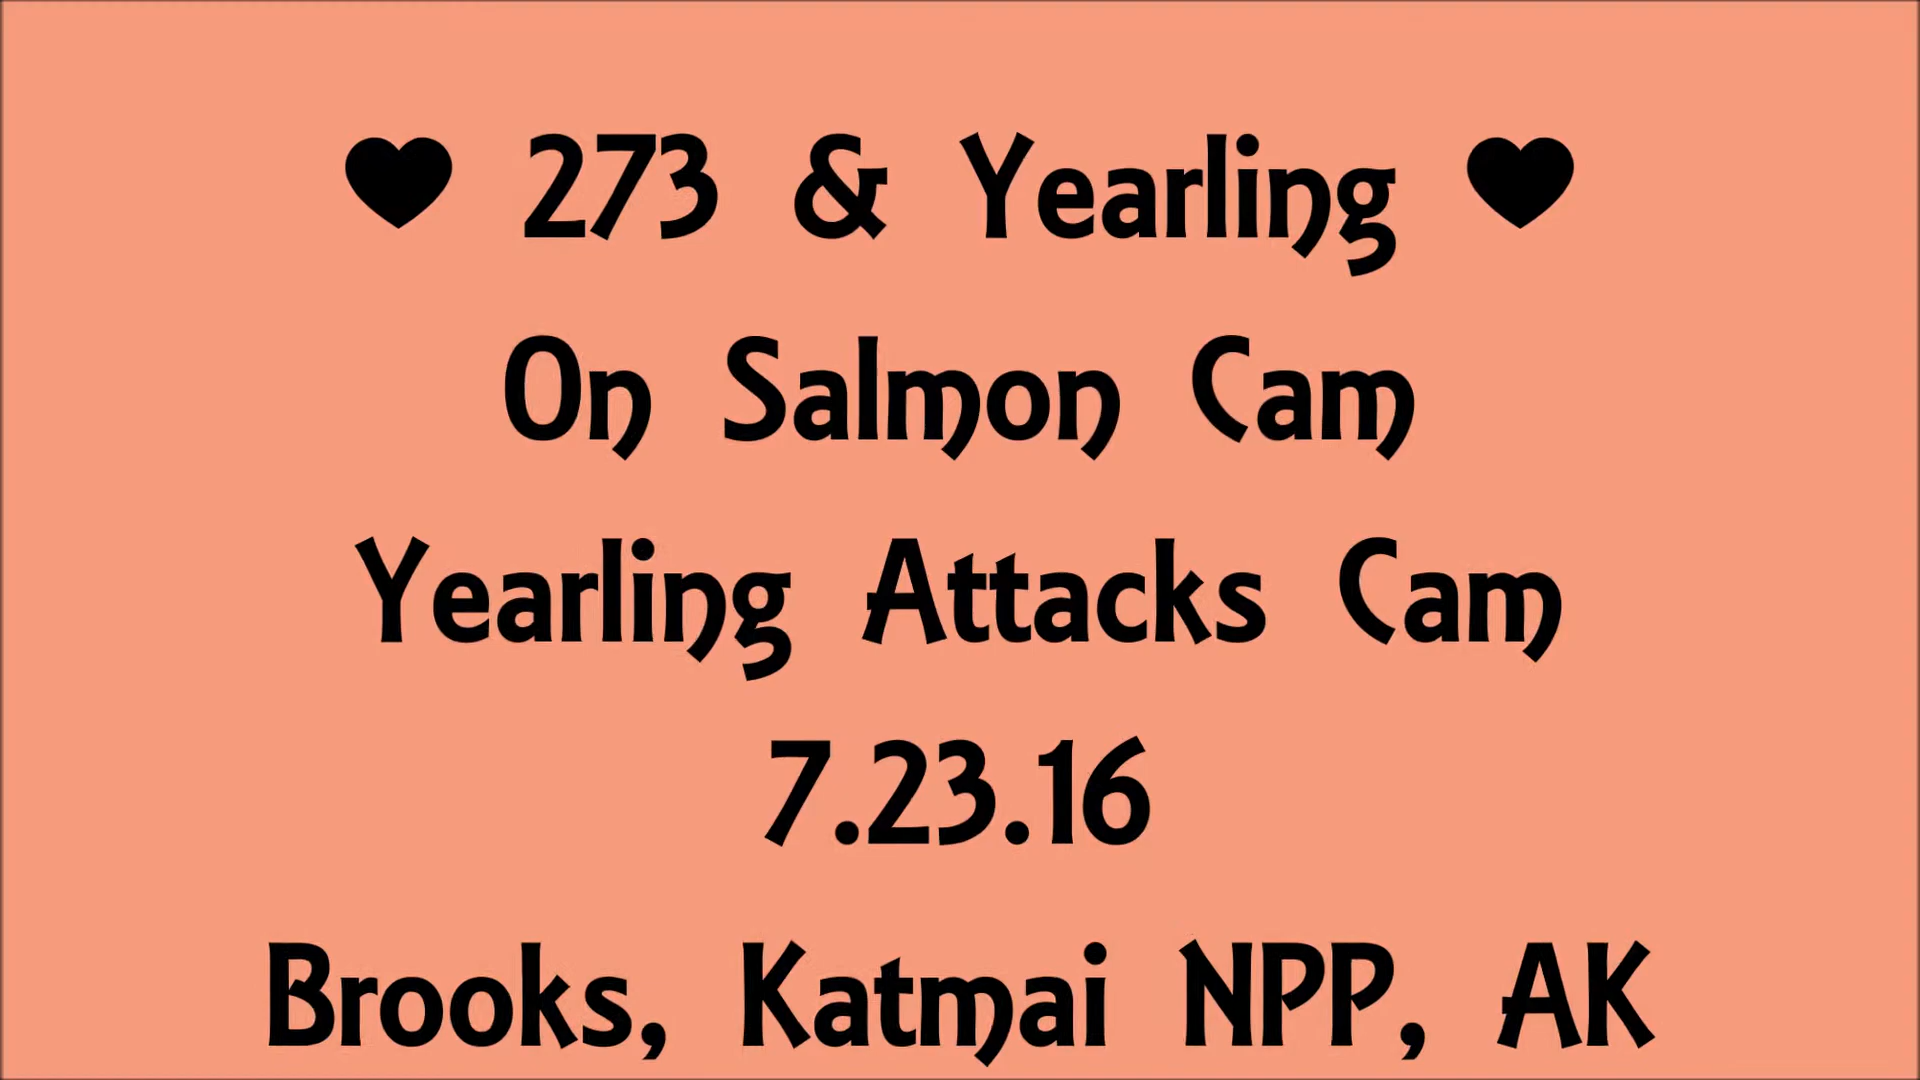 ♥ 273 & Yearling ♥
On Salmon Cam
Yearling Attacks Cam
7.23.16
Brooks, Katmai NPP, AK